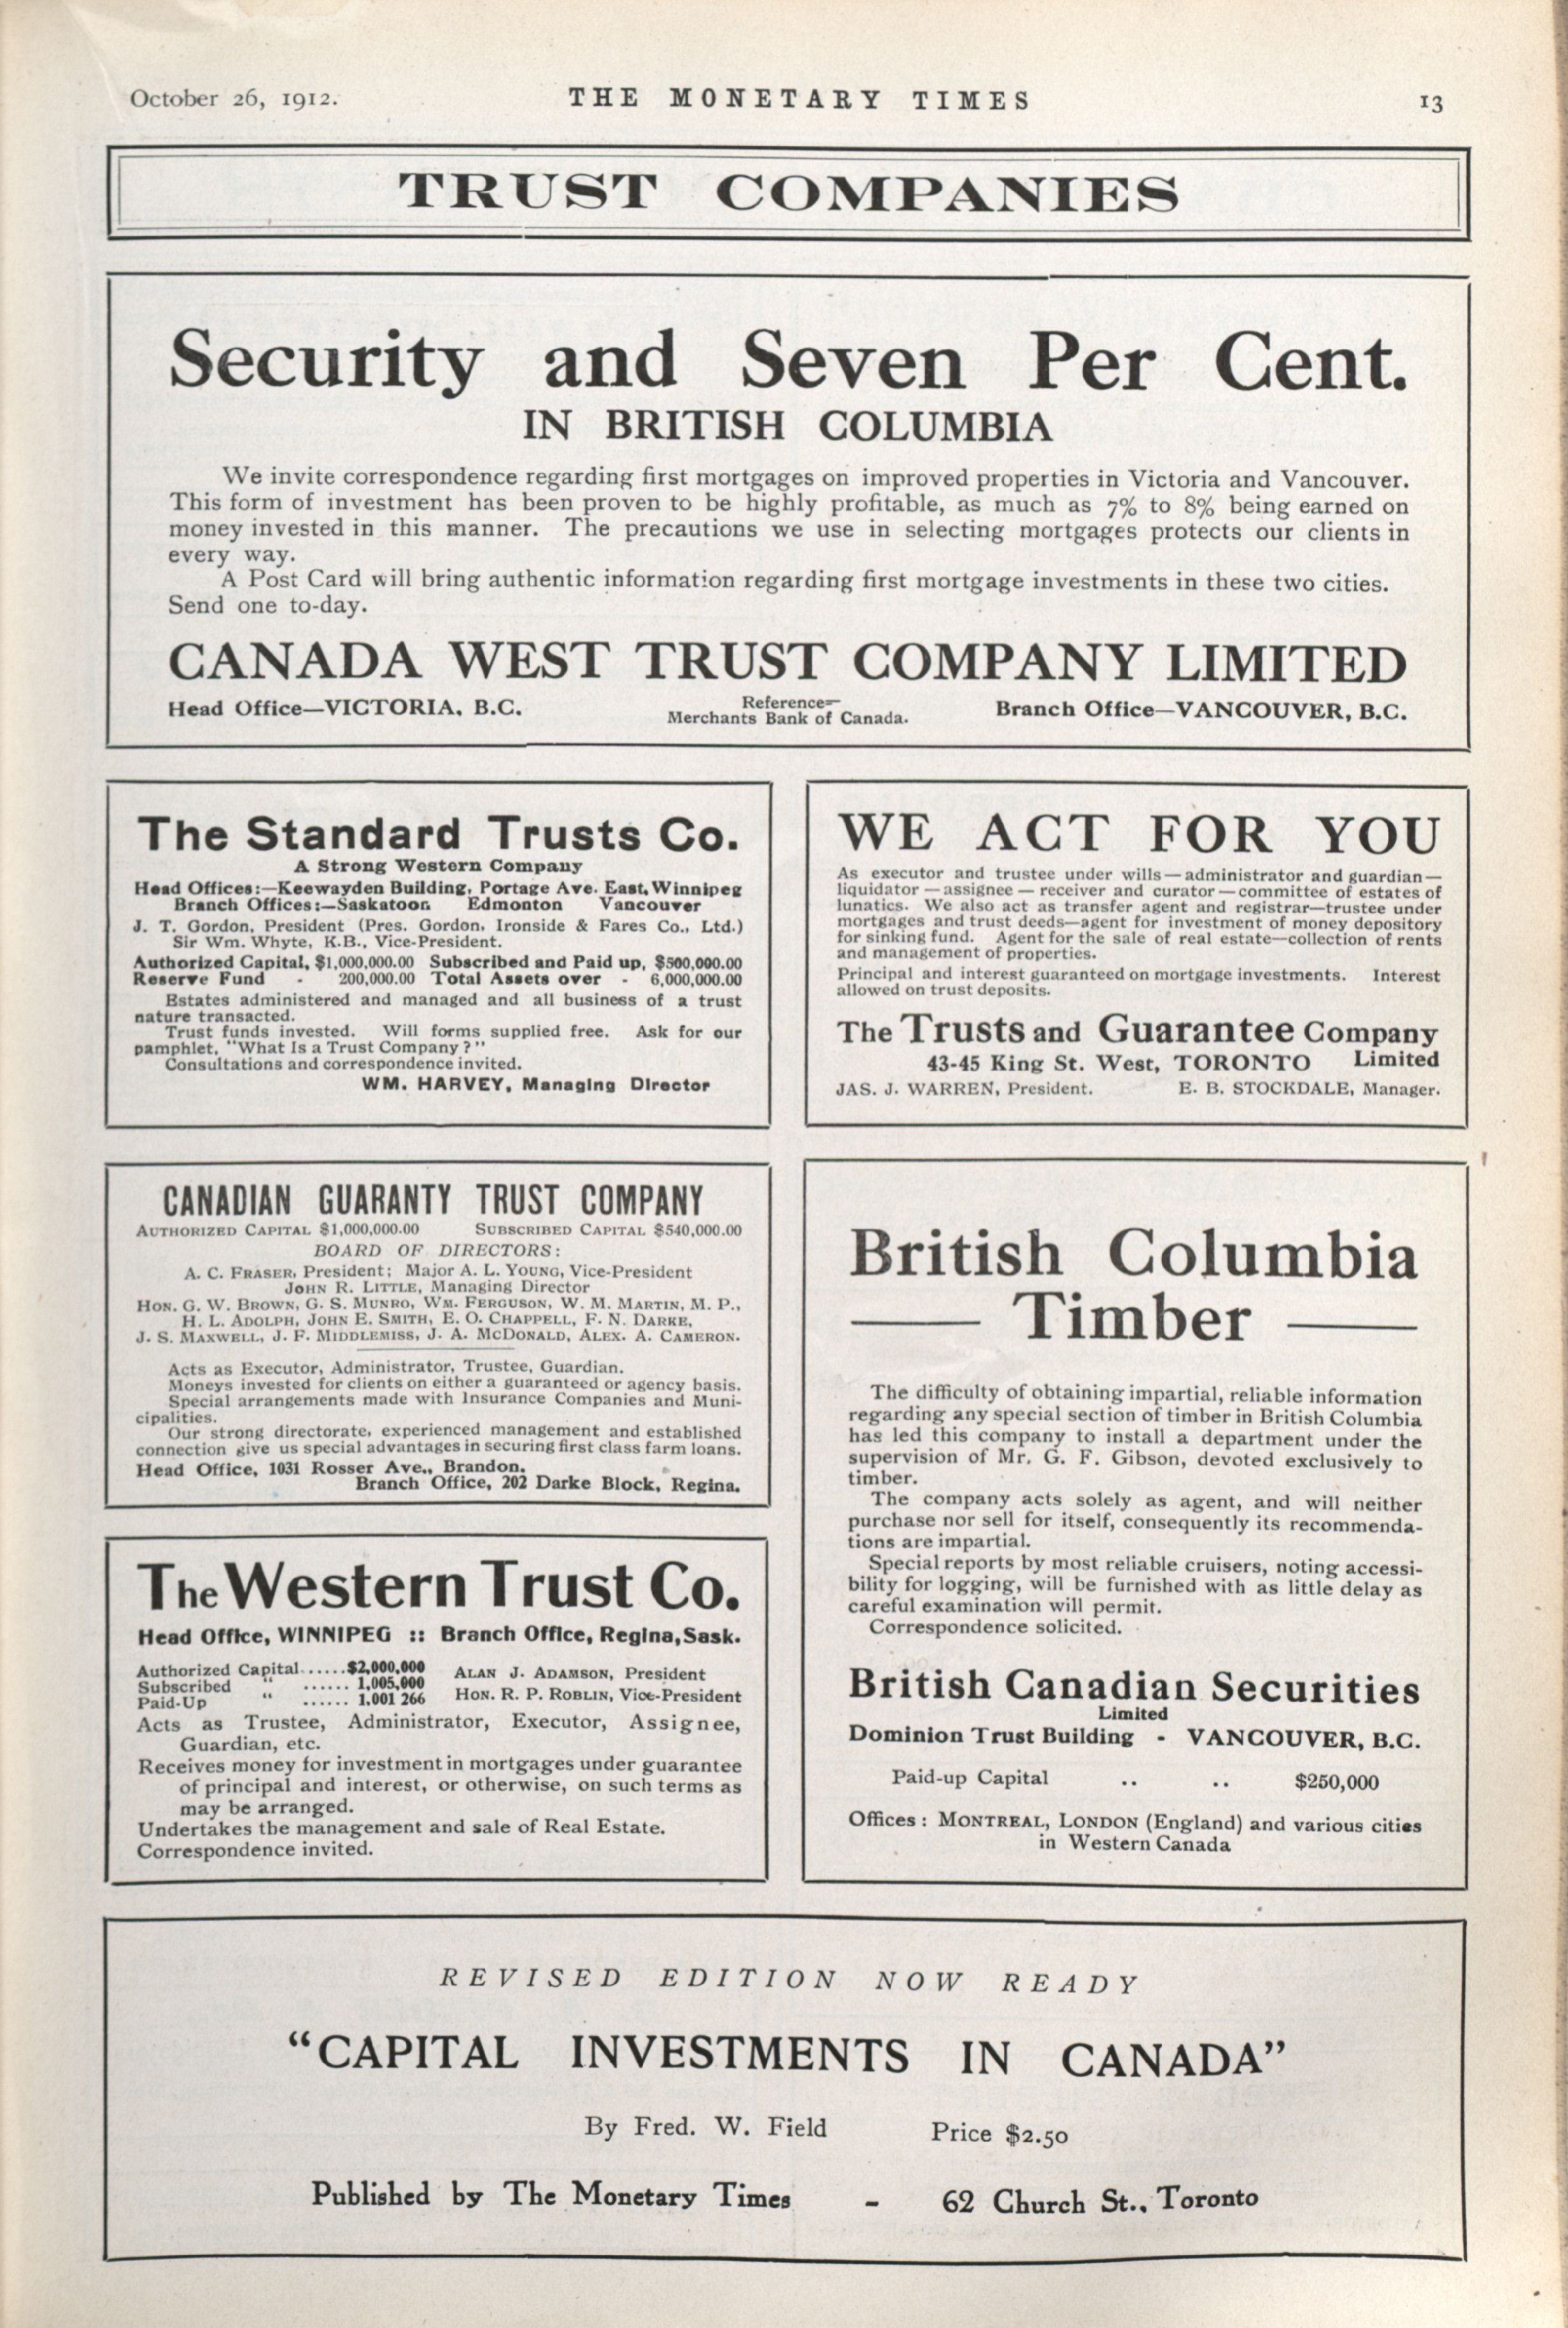 October 26, 1912.
THE MONETARY TIMES
13
TRUST COMPANIES
Security and Seven Per Cent.
IN BRITISH COLUMBIA
We invite correspondence regarding first mortgages on improved properties in Victoria and Vancouver.
This form of investment has been proven to be highly profitable, as much as 7% to 8% being earned on
money invested in this manner. The precautions we use in selecting mortgages protects our clients in
every way.
A Post Card will bring authentic information regarding first mortgage investments in these two cities.
Send one to-day.
CANADA WEST TRUST COMPANY LIMITED
Head Office—VICTORIA, B.C.
Reference—
Merchants Bank of Canada.
Branch Office—VANCOUVER, B.C.
The Standard Trusts Co.
A Strong Western Company
Head Offices:—Keewayden Building, Portage Ave. East, Winnipeg
Branch Offices:—Saskatoon Edmonton Vancouver
J. T. Gordon, President (Pres. Gordon, Ironside & Fares Co., Ltd.)
Sir Wm. Whyte, K.B., Vice-President.
Authorized Capital, $1,000,000.00 Subscribed and Paid up, $500,000.00
Reserve Fund - 200,000.00 Total Assets over - 6,000,000.00
Estates administered and managed and all business of a trust
nature transacted.
Trust funds invested. Will forms supplied free. Ask for our
pamphlet, "What Is a Trust Company?"
Consultations and correspondence invited.
WM. HARVEY, Managing Director
WE ACT FOR YOU
As executor and trustee under wills—administrator and guardian—
liquidator—assignee—receiver and curator—committee of estates of
lunatics. We also act as transfer agent and registrar—trustee under
mortgages and trust deeds—agent for investment of money depository
for sinking fund. Agent for the sale of real estate—collection of rents
and management of properties.
Principal and interest guaranteed on mortgage investments. Interest
allowed on trust deposits.
The Trusts and Guarantee Company
43-45 King St. West, TORONTO Limited
JAS. J. WARREN, President. E. B. STOCKDALE, Manager.
CANADIAN GUARANTY TRUST COMPANY
AUTHORIZED CAPITAL $1,000,000.00 SUBSCRIBED CAPITAL $540,000.00
BOARD OF DIRECTORS:
A. C. FRASER, President; Major A. L. YOUNG, Vice-President
JOHN R. LITTLE, Managing Director
HON. G. W. BROWN, G. S. MUNRO, WM. FERGUSON, W. M. MARTIN, M. P.,
H. L. ADOLPH, JOHN E. SMITH, E. O. CHAPPELL, F. N. DARKE,
J. S. MAXWELL, J. F. MIDDLEMISS, J. A. MCDONALD, ALEX. A. CAMERON.
Acts as Executor, Administrator, Trustee, Guardian.
Moneys invested for clients on either a guaranteed or agency basis.
Special arrangements made with Insurance Companies and Muni-
cipalities.
Our strong directorate, experienced management and established
connection give us special advantages in securing first class farm loans.
Head Office, 1031 Rosser Ave., Brandon.
Branch Office, 202 Darke Block, Regina.
The Western Trust Co.
Head Office, WINNIPEG :: Branch Office, Regina, Sask.
Authorized Capital......$2,000,000
Subscribed " ...... 1,005,000
Paid-Up " ...... 1,001 266
ALAN J. ADAMSON, President
HON. R. P. ROBLIN, Vice-President
Acts as Trustee, Administrator, Executor, Assignee,
Guardian, etc.
Receives money for investment in mortgages under guarantee
of principal and interest, or otherwise, on such terms as
may be arranged.
Undertakes the management and sale of Real Estate.
Correspondence invited.
British Columbia
Timber
The difficulty of obtaining impartial, reliable information
regarding any special section of timber in British Columbia
has led this company to install a department under the
supervision of Mr. G. F. Gibson, devoted exclusively to
timber.
The company acts solely as agent, and will neither
purchase nor sell for itself, consequently its recommenda-
tions are impartial.
Special reports by most reliable cruisers, noting accessi-
bility for logging, will be furnished with as little delay as
careful examination will permit.
Correspondence solicited.
British Canadian Securities
Limited
Dominion Trust Building - VANCOUVER, B.C.
Paid-up Capital .. .. $250,000
Offices: MONTREAL, LONDON (England) and various cities
in Western Canada
REVISED EDITION NOW READY
"CAPITAL INVESTMENTS IN CANADA"
By Fred. W. Field Price $2.50
Published by The Monetary Times - 62 Church St., Toronto